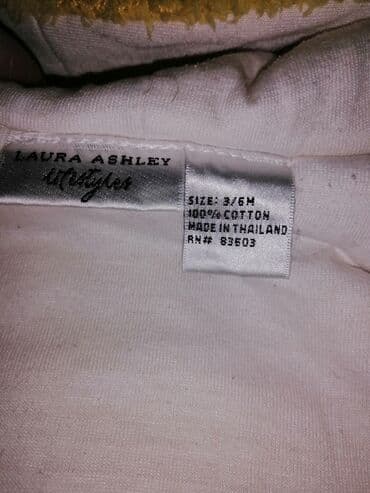 LAURA ASHLEY
lifestyles
SIZE: 3/6M
100% COTTON
MADE IN THAILAND
RN# 83603